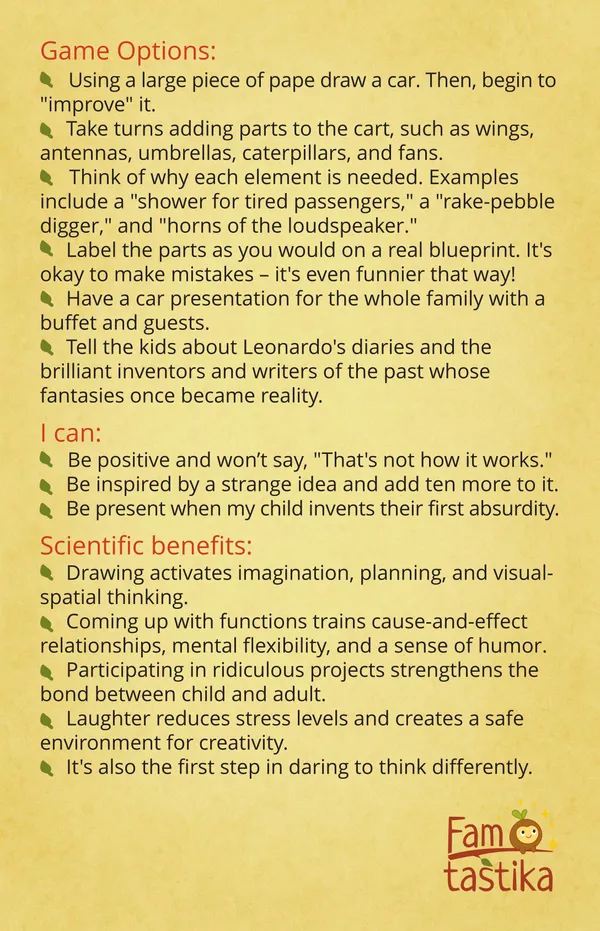 Game Options:
Using a large piece of pape draw a car. Then, begin to
"improve" it.
Take turns adding parts to the cart, such as wings,
antennas, umbrellas, caterpillars, and fans.
Think of why each element is needed. Examples
include a "shower for tired passengers," a "rake-pebble
digger," and "horns of the loudspeaker."
Label the parts as you would on a real blueprint. It's
okay to make mistakes – it's even funnier that way!
Have a car presentation for the whole family with a
buffet and guests.
Tell the kids about Leonardo's diaries and the
brilliant inventors and writers of the past whose
fantasies once became reality.
I can:
Be positive and won’t say, "That's not how it works."
Be inspired by a strange idea and add ten more to it.
Be present when my child invents their first absurdity.
Scientific benefits:
Drawing activates imagination, planning, and visual-
spatial thinking.
Coming up with functions trains cause-and-effect
relationships, mental flexibility, and a sense of humor.
Participating in ridiculous projects strengthens the
bond between child and adult.
Laughter reduces stress levels and creates a safe
environment for creativity.
It's also the first step in daring to think differently.
Fam
tastika